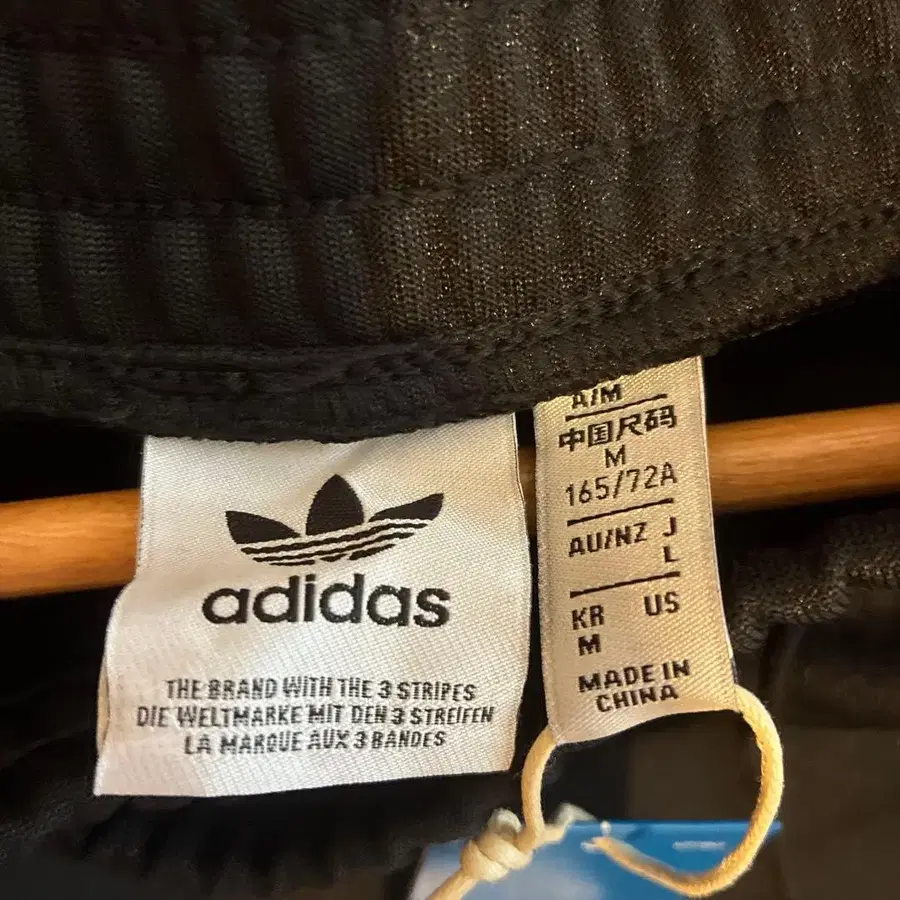 adidas
THE BRAND WITH THE 3 STRIPES
DIE WELTMARKE MIT DEN 3 STREIFEN
LA MARQUE AUX 3 BANDES
A/M
中国尺码
M
165/72A
AU/NZ J
L
KR US
M
MADE IN
CHINA